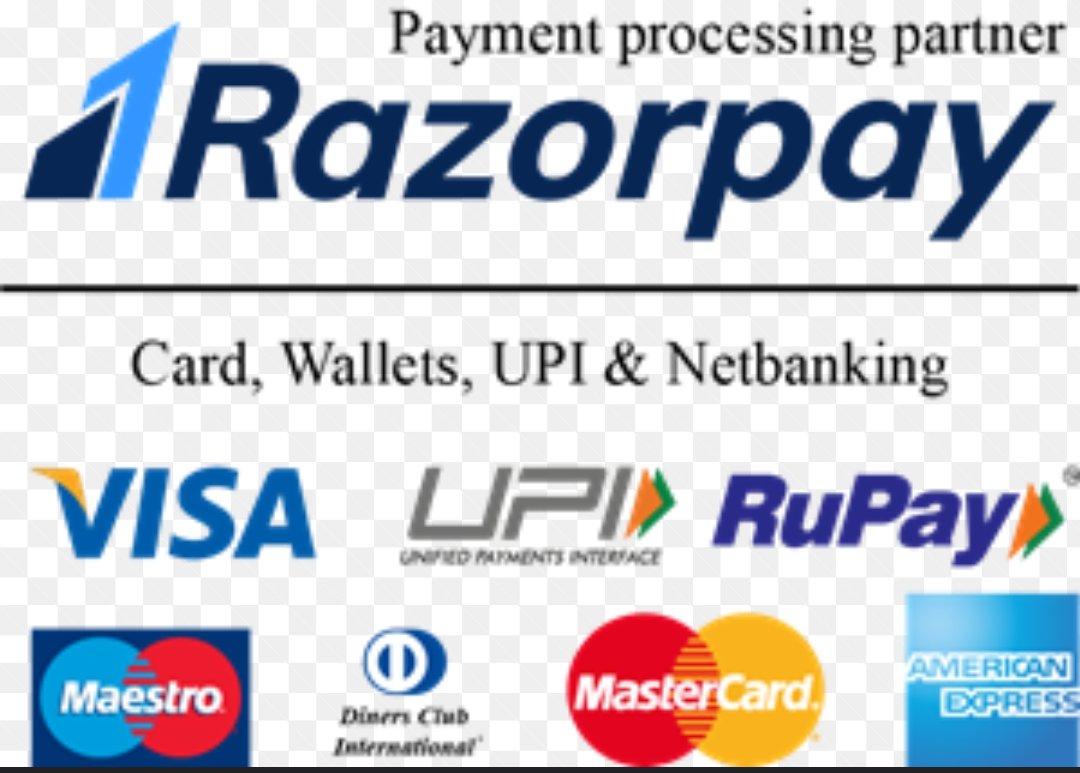 Payment processing partner
Razorpay
Card, Wallets, UPI & Netbanking
VISA
UPI
UNIFIED PAYMENTS INTERFACE
RuPay®
Maestro
Diners Club
International®
MasterCard.
AMERICAN
EXPRESS